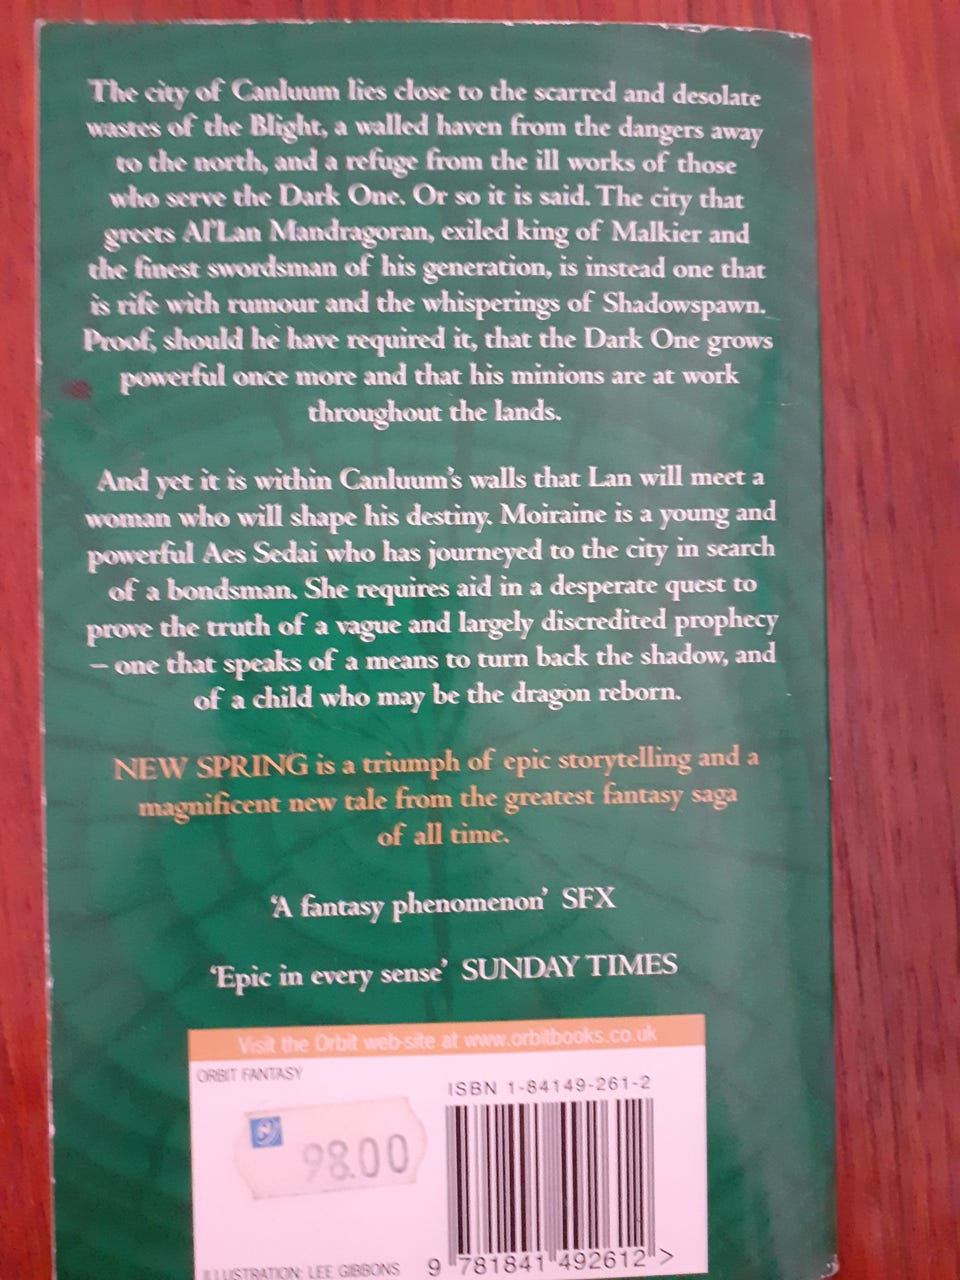 The city of Canluum lies close to the scarred and desolate
wastes of the Blight, a walled haven from the dangers away
to the north, and a refuge from the ill works of those
who serve the Dark One. Or so it is said. The city that
greets Al'Lan Mandragoran, exiled king of Malkier and
the finest swordsman of his generation, is instead one that
is rife with rumour and the whisperings of Shadowspawn.
Proof, should he have required it, that the Dark One grows
powerful once more and that his minions are at work
throughout the lands.
And yet it is within Canluum's walls that Lan will meet a
woman who will shape his destiny. Moiraine is a young and
powerful Aes Sedai who has journeyed to the city in search
of a bondsman. She requires aid in a desperate quest to
prove the truth of a vague and largely discredited prophecy
– one that speaks of a means to turn back the shadow, and
of a child who may be the dragon reborn.
NEW SPRING is a triumph of epic storytelling and a
magnificent new tale from the greatest fantasy saga
of all time.
'A fantasy phenomenon' SFX
'Epic in every sense' SUNDAY TIMES
Visit the Orbit web-site at www.orbitbooks.co.uk
ORBIT FANTASY
ISBN 1-84149-261-2
98.00
9 781841 492612 >
ILLUSTRATION: LEE GIBBONS